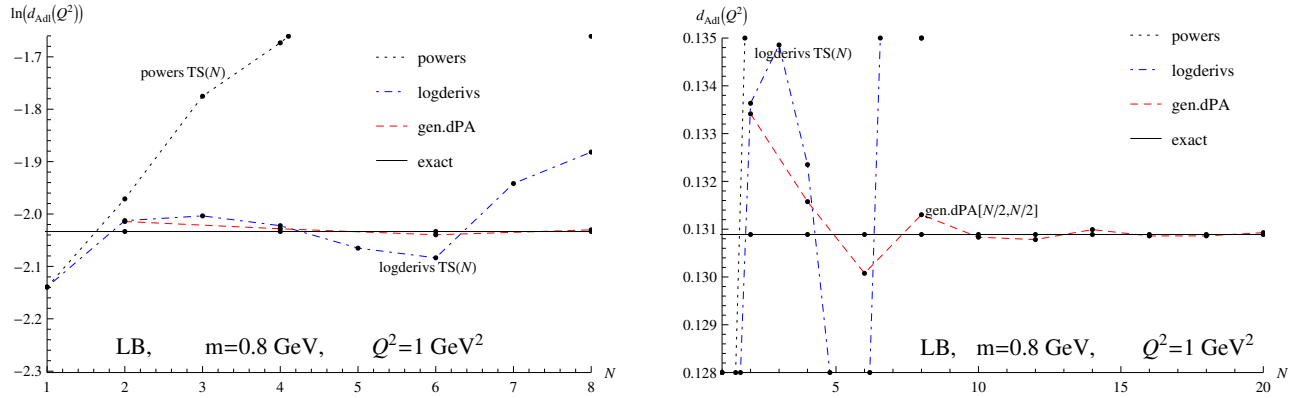 ln(d_Adl(Q²))
-1.7
-1.8
-1.9
-2.0
-2.1
-2.2
-2.3
1 2 3 4 5 6 7 8 N
powers TS(N)
powers
logderivs
gen.dPA
exact
logderivs TS(N)
LB, m=0.8 GeV, Q²=1 GeV²
d_Adl(Q²)
0.135
0.134
0.133
0.132
0.131
0.130
0.129
0.128
5 10 15 20 N
logderivs TS(N)
powers
logderivs
gen.dPA
exact
gen.dPA[N/2,N/2]
LB, m=0.8 GeV, Q²=1 GeV²